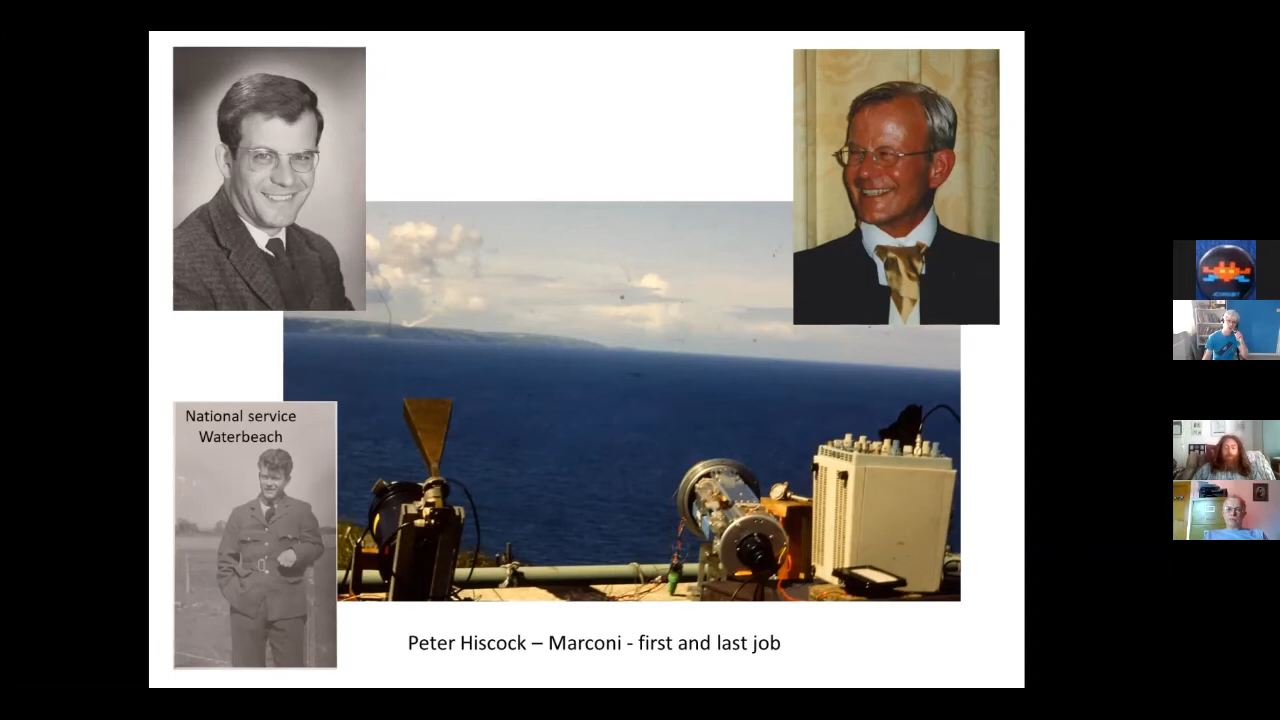 National service
Waterbeach
Peter Hiscock – Marconi - first and last job